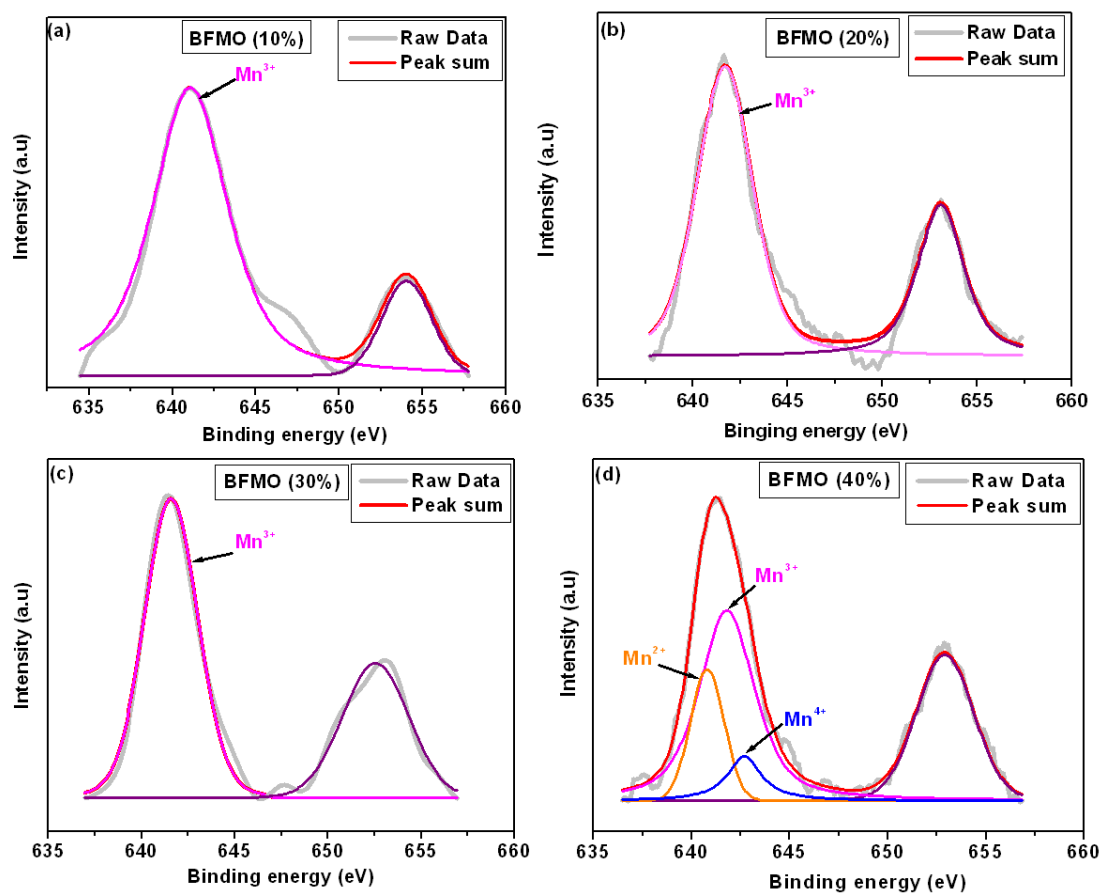 (a)
BFMO (10%)
Raw Data
Peak sum
Mn3+
Intensity (a.u)
635 640 645 650 655 660
Binding energy (eV)
(b)
BFMO (20%)
Raw Data
Peak sum
Mn3+
Intensity (a.u)
635 640 645 650 655 660
Binging energy (eV)
(c)
BFMO (30%)
Raw Data
Peak sum
Mn3+
Intensity (a.u)
635 640 645 650 655 660
Binding energy (eV)
(d)
BFMO (40%)
Raw Data
Peak sum
Mn3+
Mn2+
Mn4+
Intensity (a.u)
635 640 645 650 655 660
Binding energy (eV)